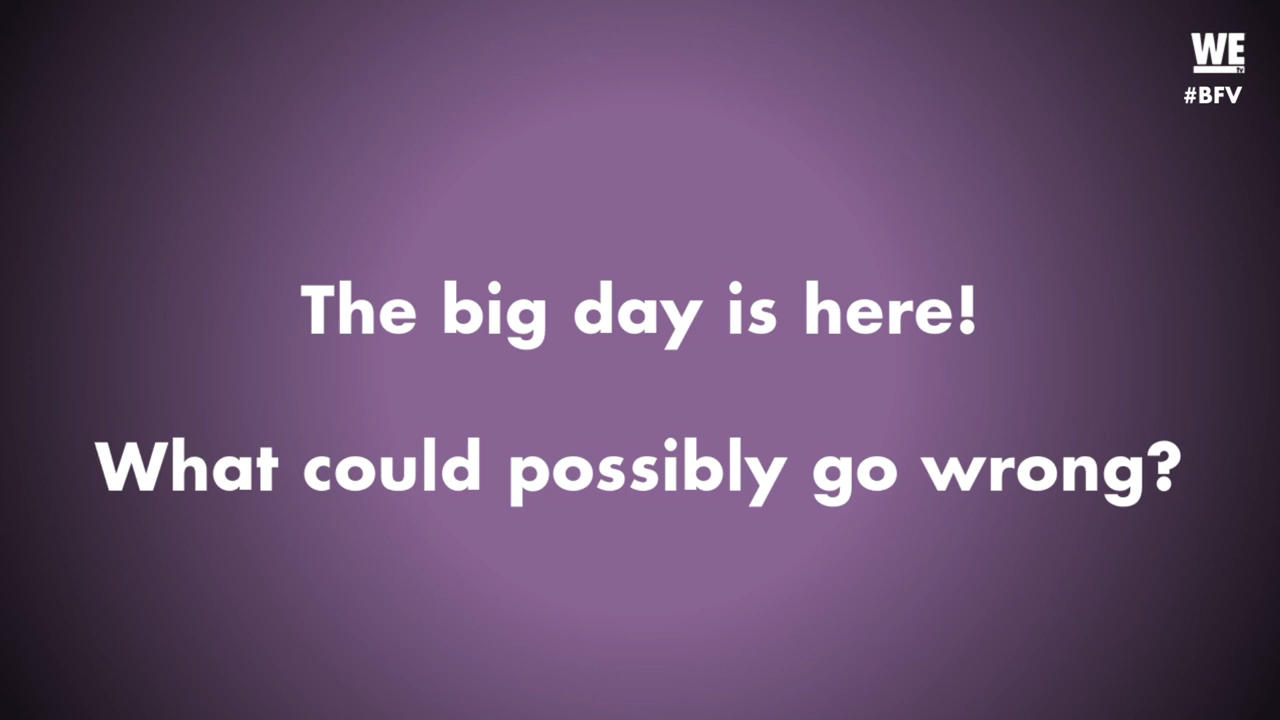 WE
tv
#BFV
The big day is here!
What could possibly go wrong?